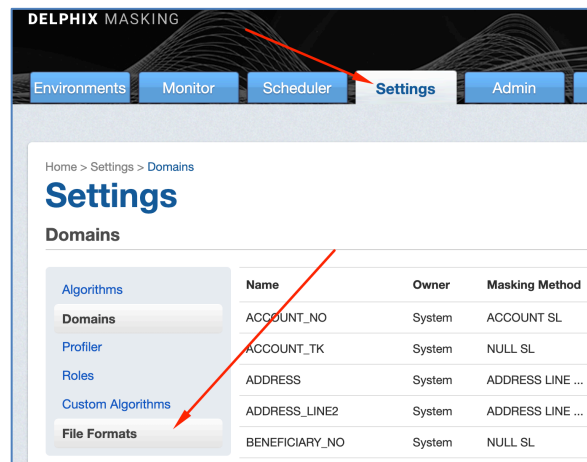 DELPHIX MASKING
Environments Monitor Scheduler Settings Admin
Home > Settings > Domains
Settings
Domains
Algorithms
Domains
Profiler
Roles
Custom Algorithms
File Formats
Name Owner Masking Method
ACCOUNT_NO System ACCOUNT SL
ACCOUNT_TK System NULL SL
ADDRESS System ADDRESS LINE ...
ADDRESS_LINE2 System ADDRESS LINE ...
BENEFICIARY_NO System NULL SL